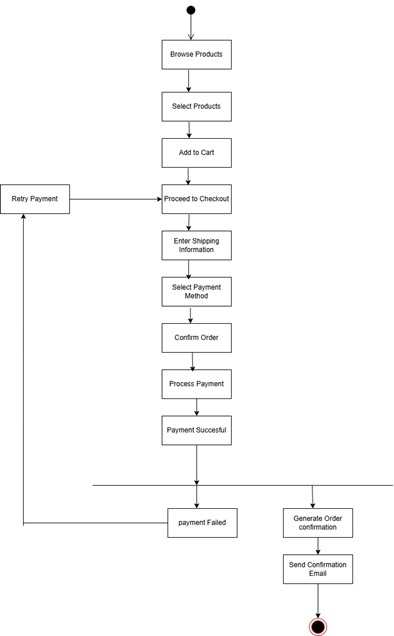 Browse Products
Select Products
Add to Cart
Retry Payment
Proceed to Checkout
Enter Shipping
Information
Select Payment
Method
Confirm Order
Process Payment
Payment Succesful
payment Failed
Generate Order
confirmation
Send Confirmation
Email